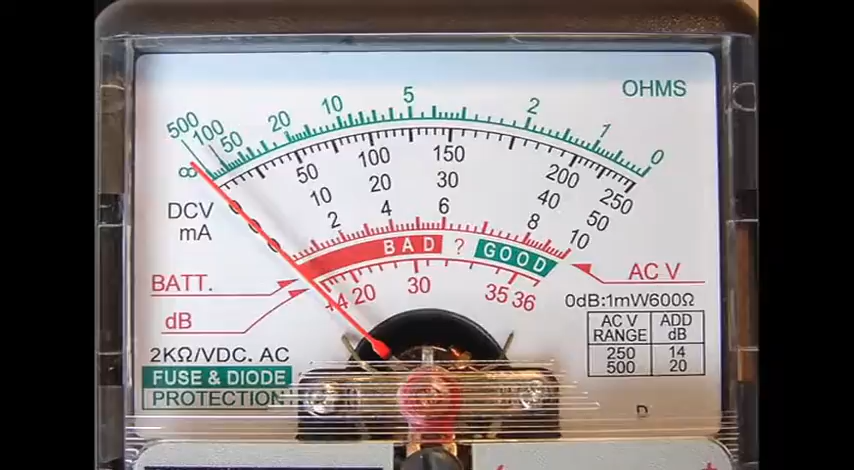 OHMS
500 100 50 20 10 5 2 1 0
∞
50 100 150 200 250
DCV 10 20 30 40 50
mA 2 4 6 8 10
BAD ? GOOD
BATT. AC V
20 30 35 36
dB
0dB:1mW600Ω
AC V RANGE ADD dB
250 14
500 20
2KΩ/VDC. AC
FUSE & DIODE
PROTECTION